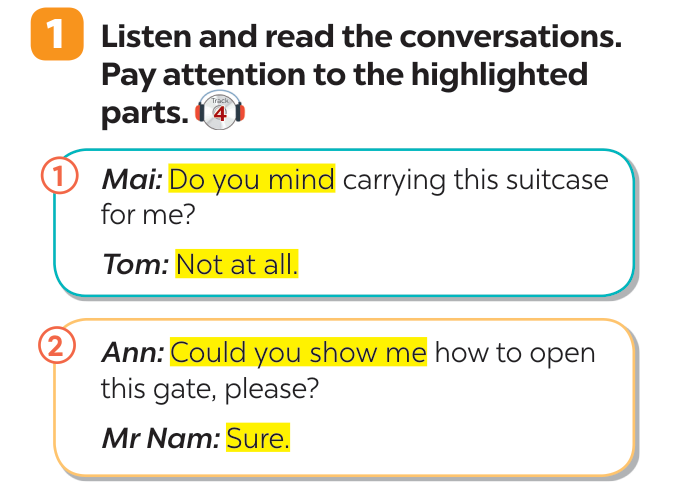 1 Listen and read the conversations.
Pay attention to the highlighted
parts. Track 4
1 Mai: Do you mind carrying this suitcase
for me?
Tom: Not at all.
2 Ann: Could you show me how to open
this gate, please?
Mr Nam: Sure.